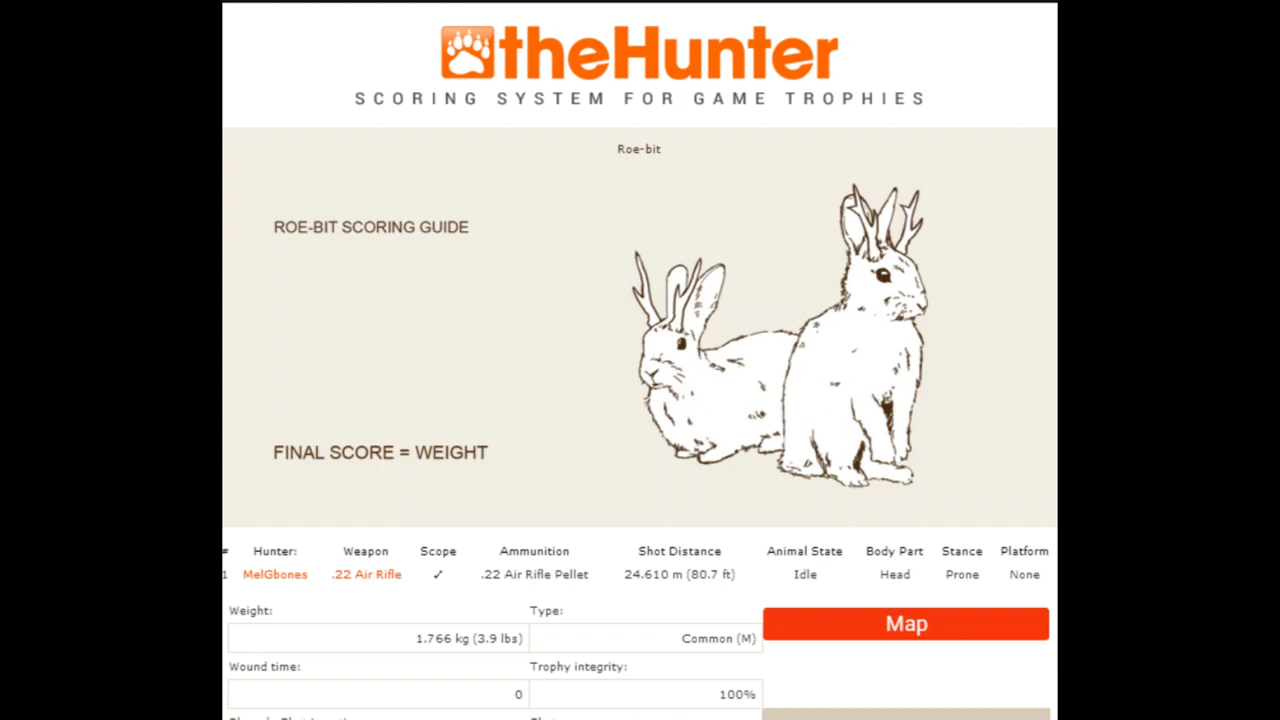 theHunter
SCORING SYSTEM FOR GAME TROPHIES
Roe-bit
ROE-BIT SCORING GUIDE
FINAL SCORE = WEIGHT
# Hunter: Weapon Scope Ammunition Shot Distance Animal State Body Part Stance Platform
1 MelGbones .22 Air Rifle ✓ .22 Air Rifle Pellet 24.610 m (80.7 ft) Idle Head Prone None
Weight: Type:
1.766 kg (3.9 lbs) Common (M) Map
Wound time: Trophy integrity:
0 100%